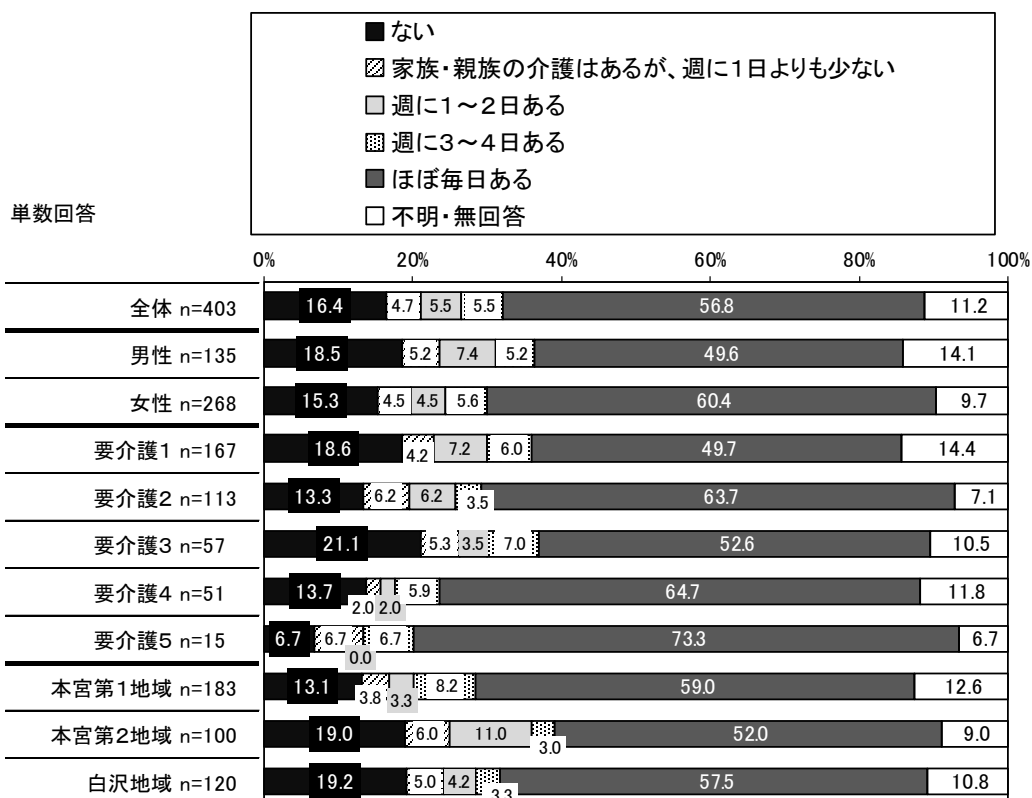 ■ない
家族・親族の介護はあるが、週に1日よりも少ない
週に1～2日ある
週に3～4日ある
■ほぼ毎日ある
□不明・無回答
単数回答
0% 20% 40% 60% 80% 100%
全体 n=403 16.4 4.7 5.5 5.5 56.8 11.2
男性 n=135 18.5 5.2 7.4 5.2 49.6 14.1
女性 n=268 15.3 4.5 4.5 5.6 60.4 9.7
要介護1 n=167 18.6 4.2 7.2 6.0 49.7 14.4
要介護2 n=113 13.3 6.2 6.2 3.5 63.7 7.1
要介護3 n=57 21.1 5.3 3.5 7.0 52.6 10.5
要介護4 n=51 13.7 2.0 2.0 5.9 64.7 11.8
要介護5 n=15 6.7 6.7 0.0 6.7 73.3 6.7
本宮第1地域 n=183 13.1 3.8 3.3 8.2 59.0 12.6
本宮第2地域 n=100 19.0 6.0 11.0 3.0 52.0 9.0
白沢地域 n=120 19.2 5.0 4.2 3.3 57.5 10.8